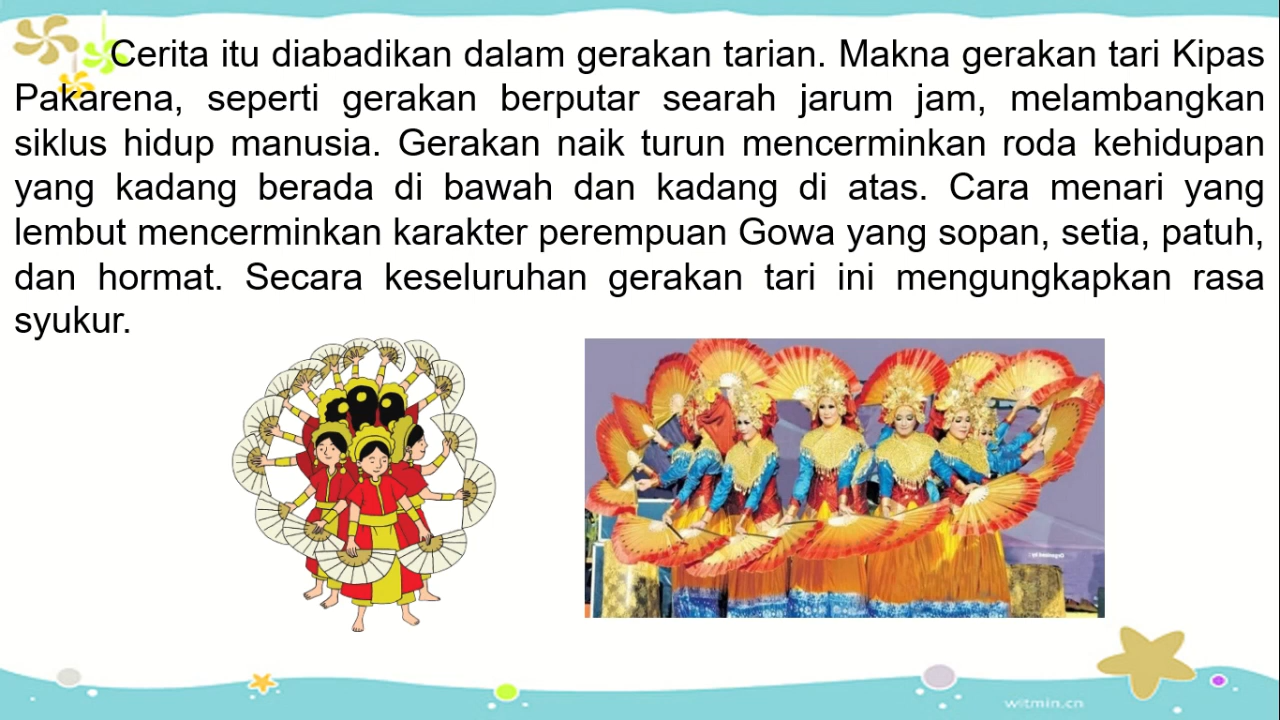 Cerita itu diabadikan dalam gerakan tarian. Makna gerakan tari Kipas
Pakarena, seperti gerakan berputar searah jarum jam, melambangkan
siklus hidup manusia. Gerakan naik turun mencerminkan roda kehidupan
yang kadang berada di bawah dan kadang di atas. Cara menari yang
lembut mencerminkan karakter perempuan Gowa yang sopan, setia, patuh,
dan hormat. Secara keseluruhan gerakan tari ini mengungkapkan rasa
syukur.
witmin.cn